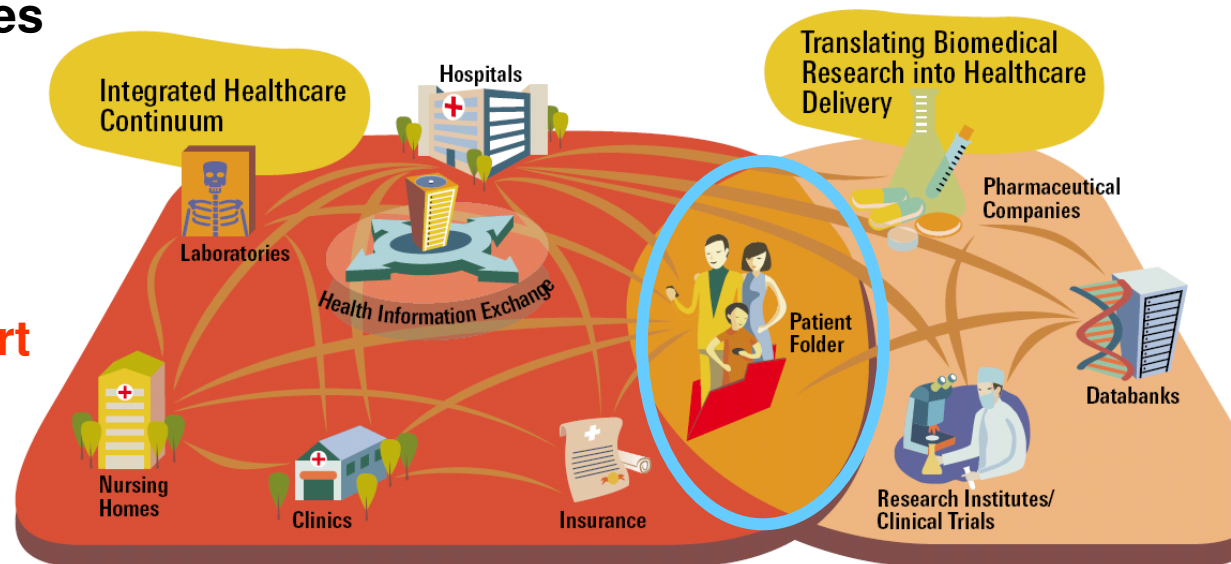 es
Integrated Healthcare
Continuum
Hospitals
Translating Biomedical
Research into Healthcare
Delivery
Pharmaceutical
Companies
Laboratories
Health Information Exchange
rt
Patient
Folder
Databanks
Nursing
Homes
Clinics
Insurance
Research Institutes/
Clinical Trials